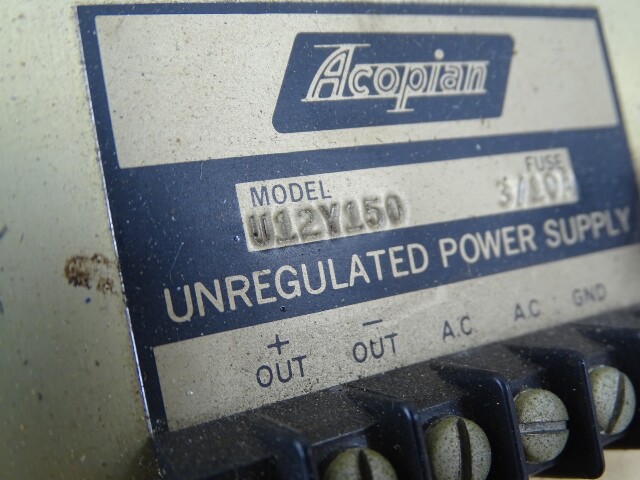 Acopian
MODEL FUSE
U12Y150 3/10A
UNREGULATED POWER SUPPLY
+ − A.C. A.C. GND
OUT OUT